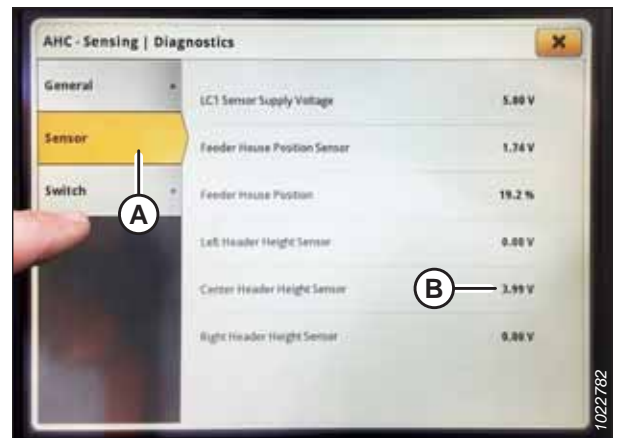 AHC - Sensing | Diagnostics
General
Sensor
Switch
LC1 Sensor Supply Voltage 5.00 V
Feeder House Position Sensor 1.74 V
Feeder House Position 19.2 %
Left Header Height Sensor 0.00 V
Center Header Height Sensor 3.99 V
Right Header Height Sensor 0.00 V
A
B
1022782